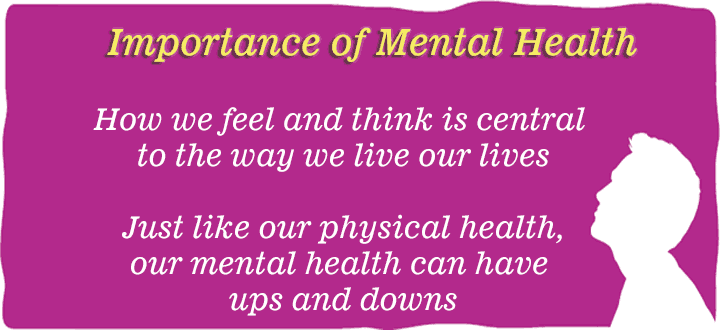 Importance of Mental Health
How we feel and think is central
to the way we live our lives
Just like our physical health,
our mental health can have
ups and downs